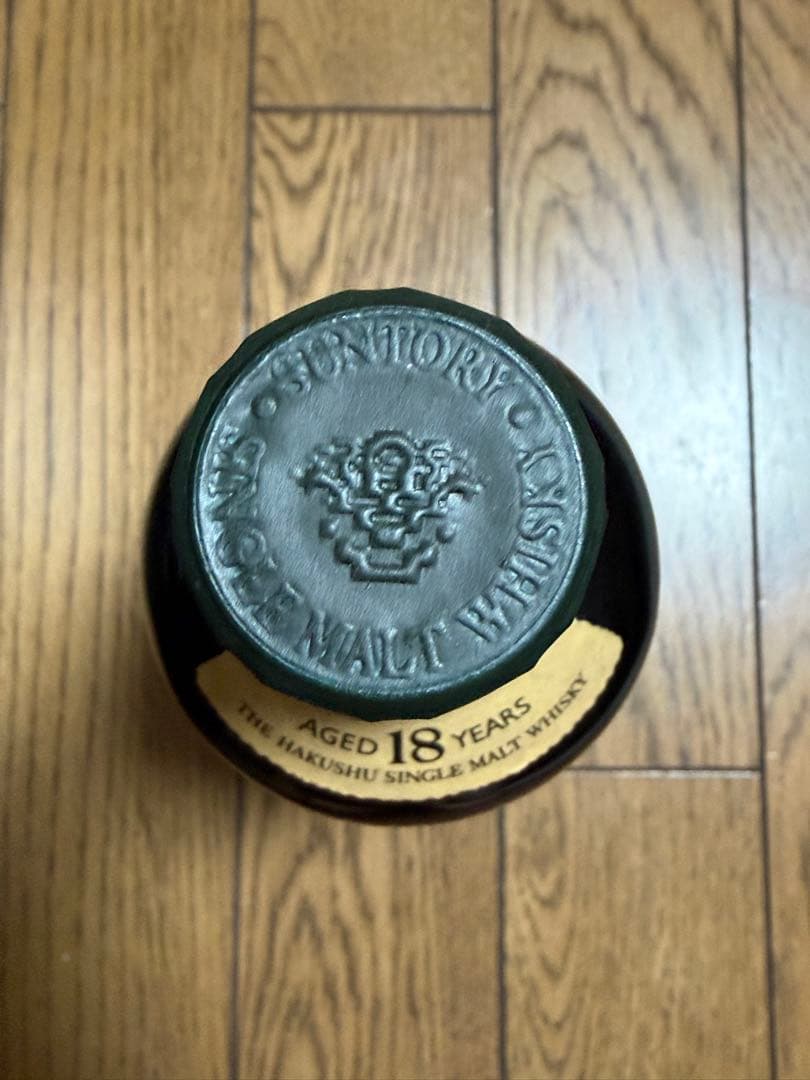 SUNTORY
SINGLE MALT WHISKY
AGED 18 YEARS
THE HAKUSHU SINGLE MALT WHISKY